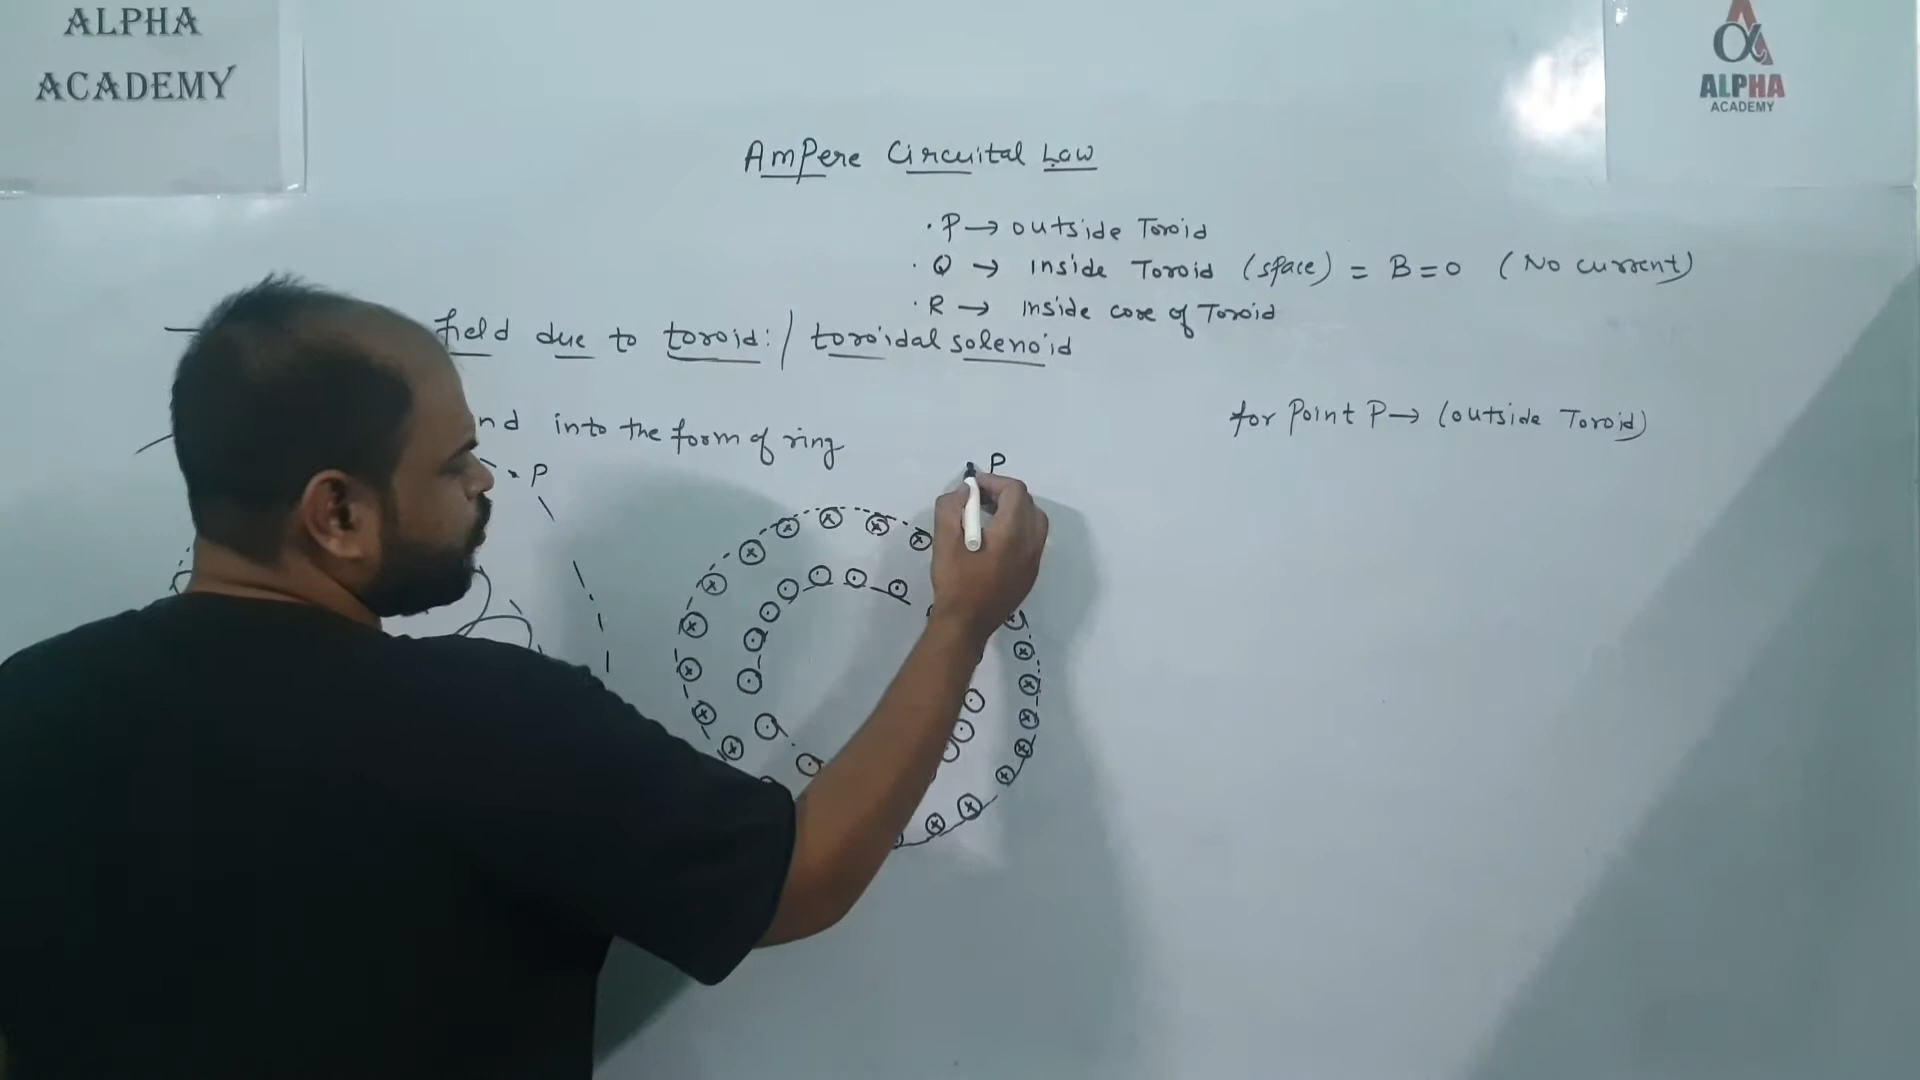 ALPHA
ACADEMY
ALPHA
ACADEMY
Ampere Circuital Law
. P → outside Toroid
. Q → inside Toroid (space) = B = 0 (No current)
. R → inside core of Toroid
field due to toroid: / toroidal solenoid
nd into the form of ring
for Point P → (outside Toroid)
P
P